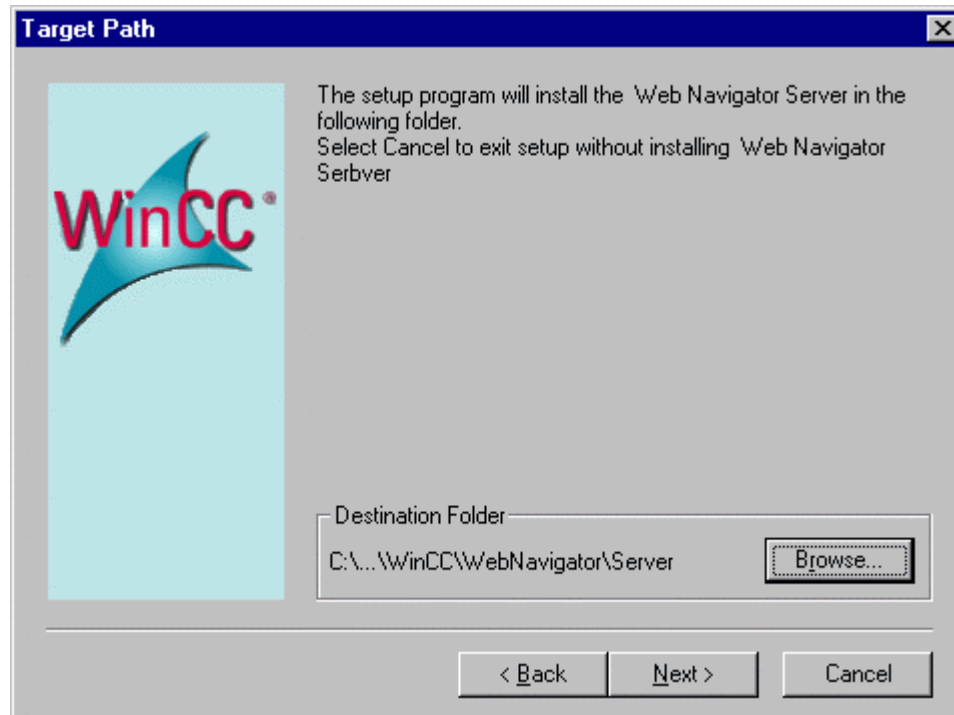 Target Path
The setup program will install the Web Navigator Server in the
following folder.
Select Cancel to exit setup without installing Web Navigator
Serbver
WinCC®
Destination Folder
C:\...\WinCC\WebNavigator\Server
Browse...
< Back
Next >
Cancel